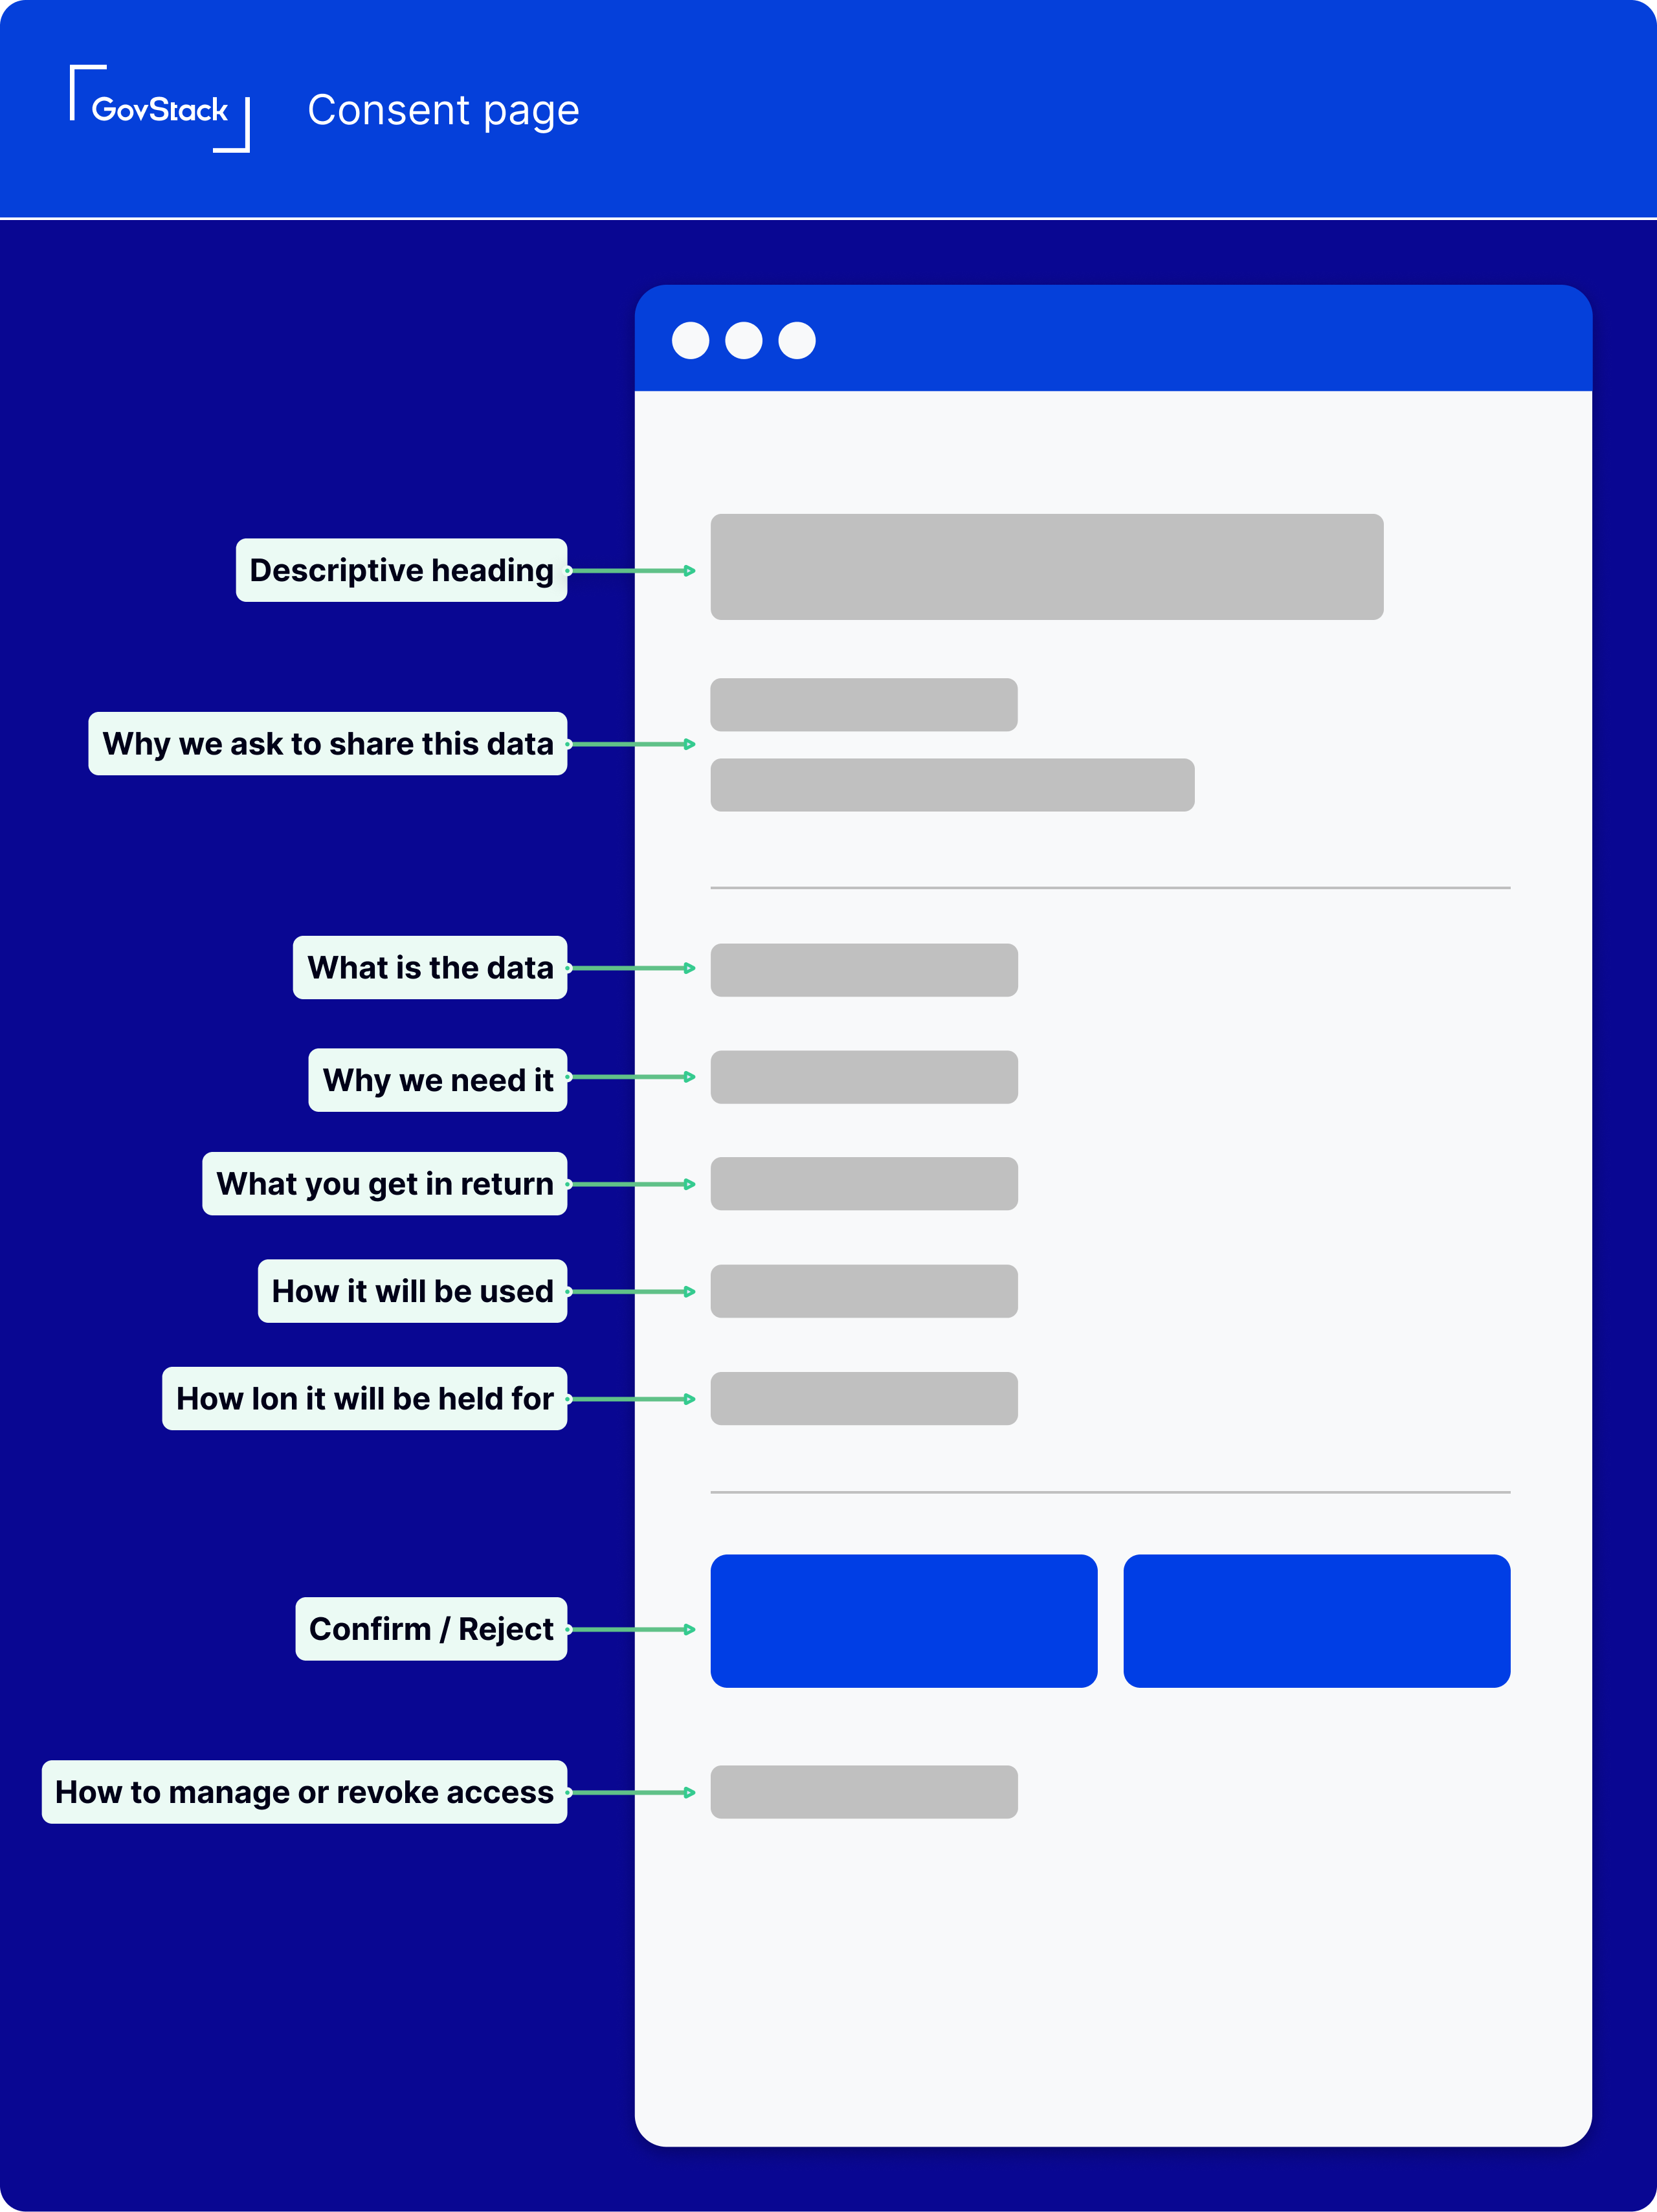 GovStack
Consent page
Descriptive heading
Why we ask to share this data
What is the data
Why we need it
What you get in return
How it will be used
How lon it will be held for
Confirm / Reject
How to manage or revoke access